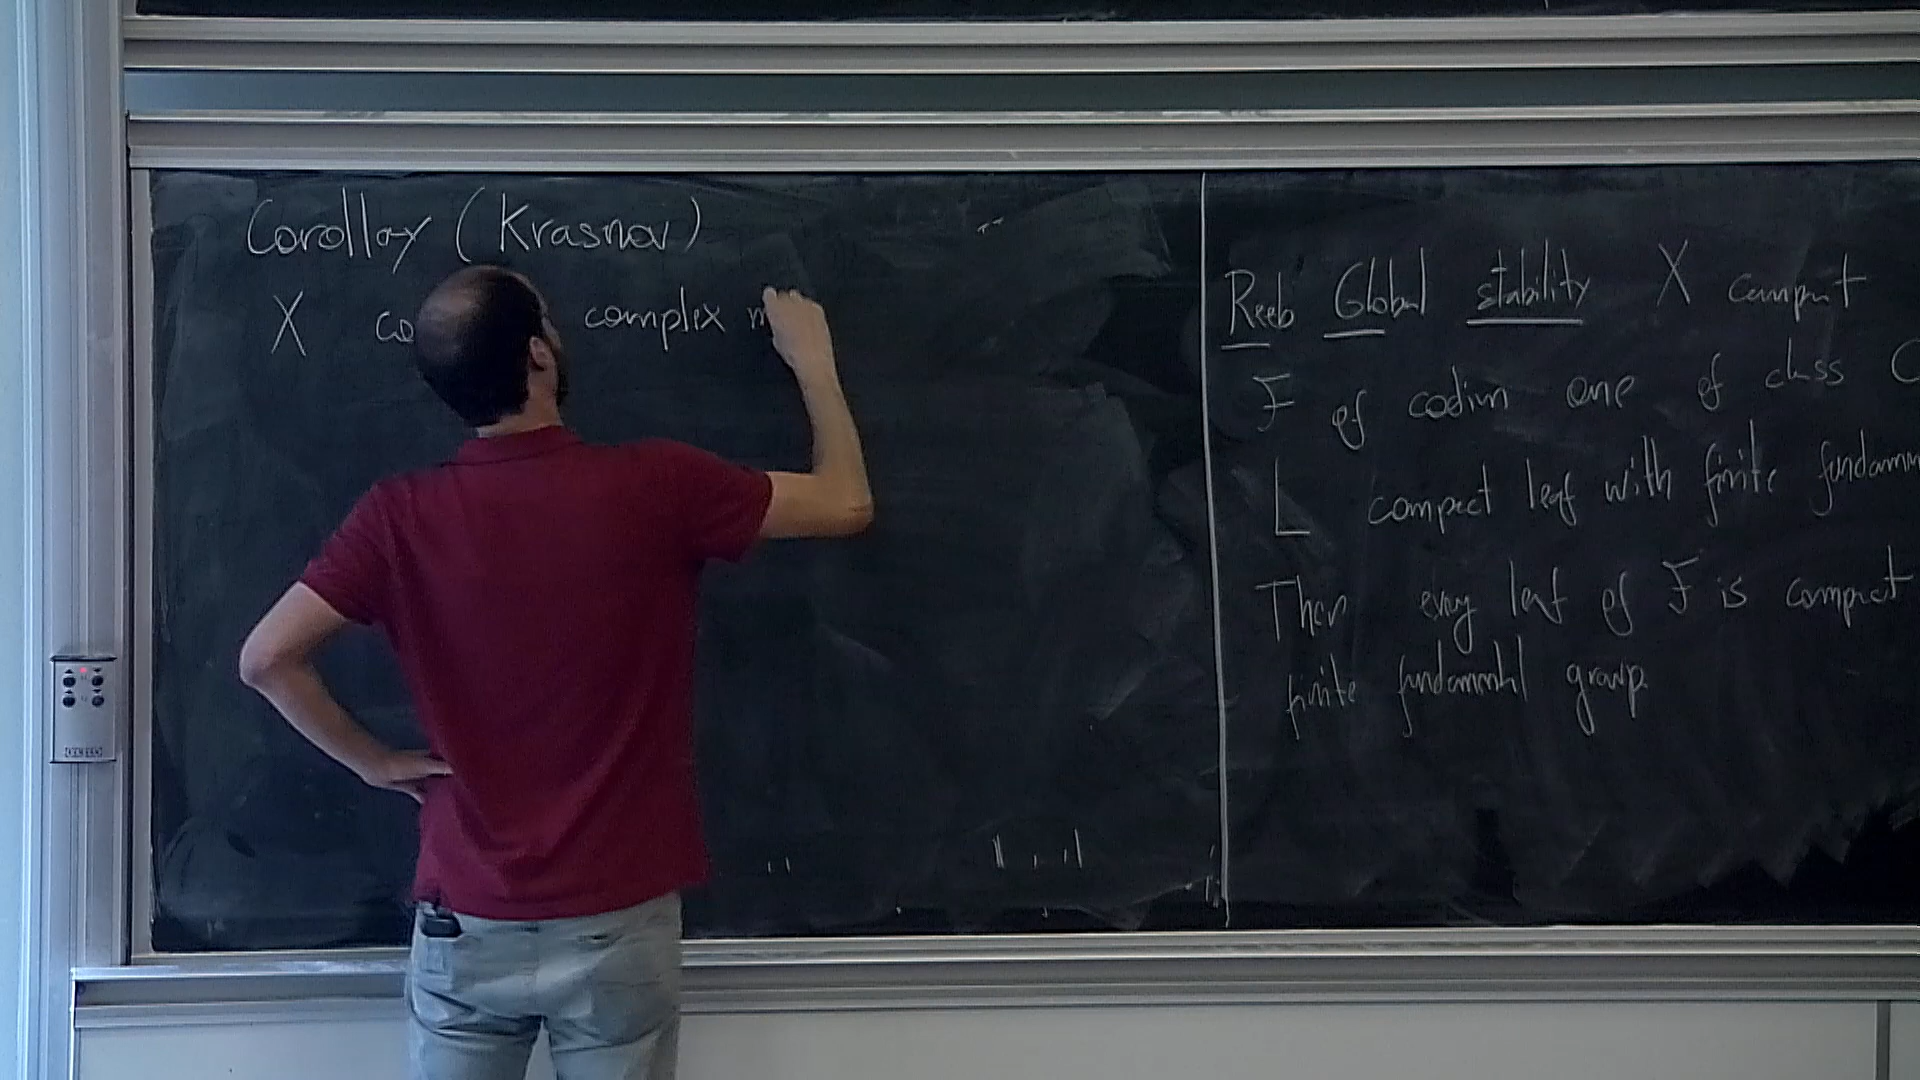 Corollay (Krasnov)
X co complex m
Reeb Global stability X compact
F of codim one of class C
L compact leaf with finite fundamen
Then every leaf of F is compact
finite fundamental group